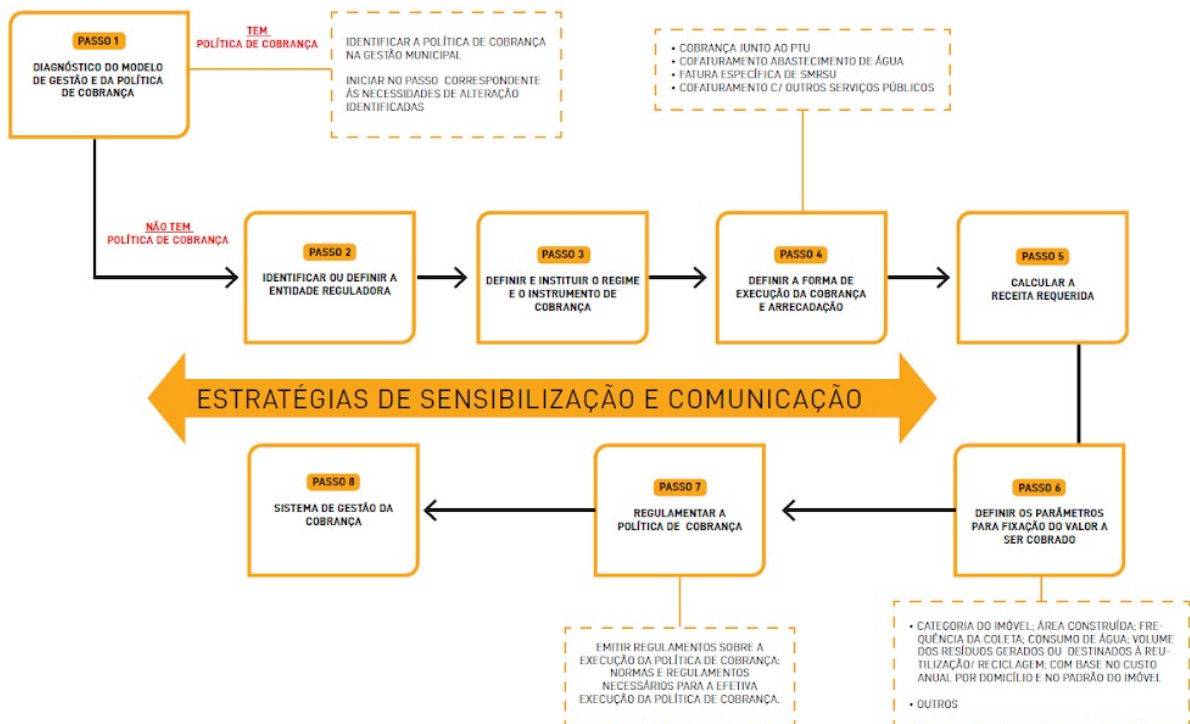 PASSO 1
DIAGNÓSTICO DO MODELO
DE GESTÃO E DA POLÍTICA
DE COBRANÇA
TEM
POLÍTICA DE COBRANÇA
IDENTIFICAR A POLÍTICA DE COBRANÇA
NA GESTÃO MUNICIPAL
INICIAR NO PASSO CORRESPONDENTE
ÀS NECESSIDADES DE ALTERAÇÃO
IDENTIFICADAS
• COBRANÇA JUNTO AO PTU
• COFATURAMENTO ABASTECIMENTO DE ÁGUA
• FATURA ESPECÍFICA DE SMRSU
• COFATURAMENTO C/ OUTROS SERVIÇOS PÚBLICOS
NÃO TEM
POLÍTICA DE COBRANÇA
PASSO 2
IDENTIFICAR OU DEFINIR A
ENTIDADE REGULADORA
PASSO 3
DEFINIR E INSTITUIR O REGIME
E O INSTRUMENTO DE
COBRANÇA
PASSO 4
DEFINIR A FORMA DE
EXECUÇÃO DA COBRANÇA
E ARRECADAÇÃO
PASSO 5
CALCULAR A
RECEITA REQUERIDA
ESTRATÉGIAS DE SENSIBILIZAÇÃO E COMUNICAÇÃO
PASSO 8
SISTEMA DE GESTÃO DA
COBRANÇA
PASSO 7
REGULAMENTAR A
POLÍTICA DE COBRANÇA
PASSO 6
DEFINIR OS PARÂMETROS
PARA FIXAÇÃO DO VALOR A
SER COBRADO
EMITIR REGULAMENTOS SOBRE A
EXECUÇÃO DA POLÍTICA DE COBRANÇA:
NORMAS E REGULAMENTOS
NECESSÁRIOS PARA A EFETIVA
EXECUÇÃO DA POLÍTICA DE COBRANÇA.
• CATEGORIA DO IMÓVEL; ÁREA CONSTRUÍDA; FRE-
QUÊNCIA DA COLETA; CONSUMO DE ÁGUA; VOLUME
DOS RESÍDUOS GERADOS OU DESTINADOS À REU-
TILIZAÇÃO/ RECICLAGEM; COM BASE NO CUSTO
ANUAL POR DOMICÍLIO E NO PADRÃO DO IMÓVEL
• OUTROS